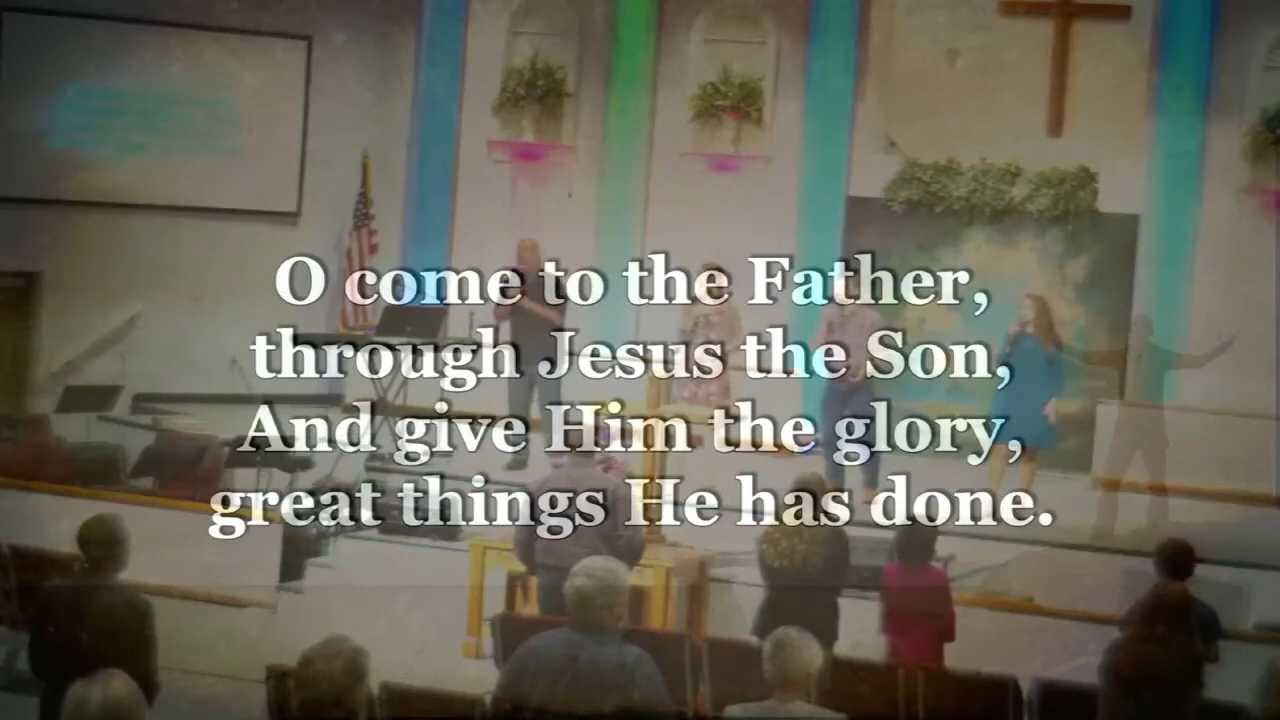 O come to the Father,
through Jesus the Son,
And give Him the glory,
great things He has done.